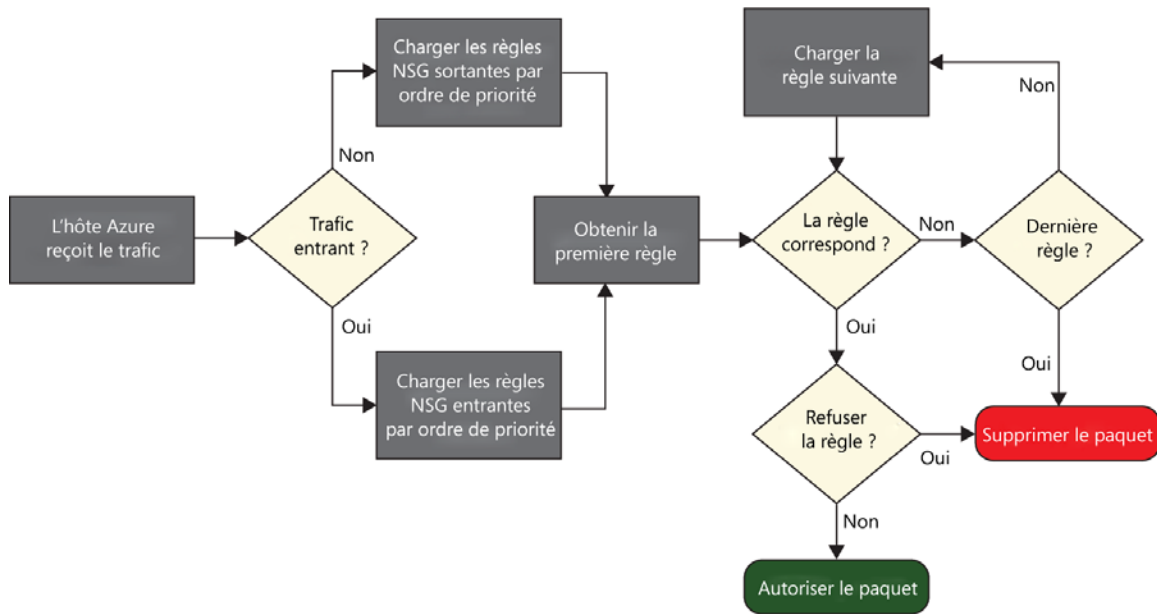 L'hôte Azure
reçoit le trafic
Trafic
entrant ?
Non
Charger les règles
NSG sortantes par
ordre de priorité
Oui
Charger les règles
NSG entrantes
par ordre de priorité
Obtenir la
première règle
Charger la
règle suivante
La règle
correspond ?
Non
Dernière
règle ?
Non
Oui
Oui
Refuser
la règle ?
Oui
Supprimer le paquet
Non
Autoriser le paquet